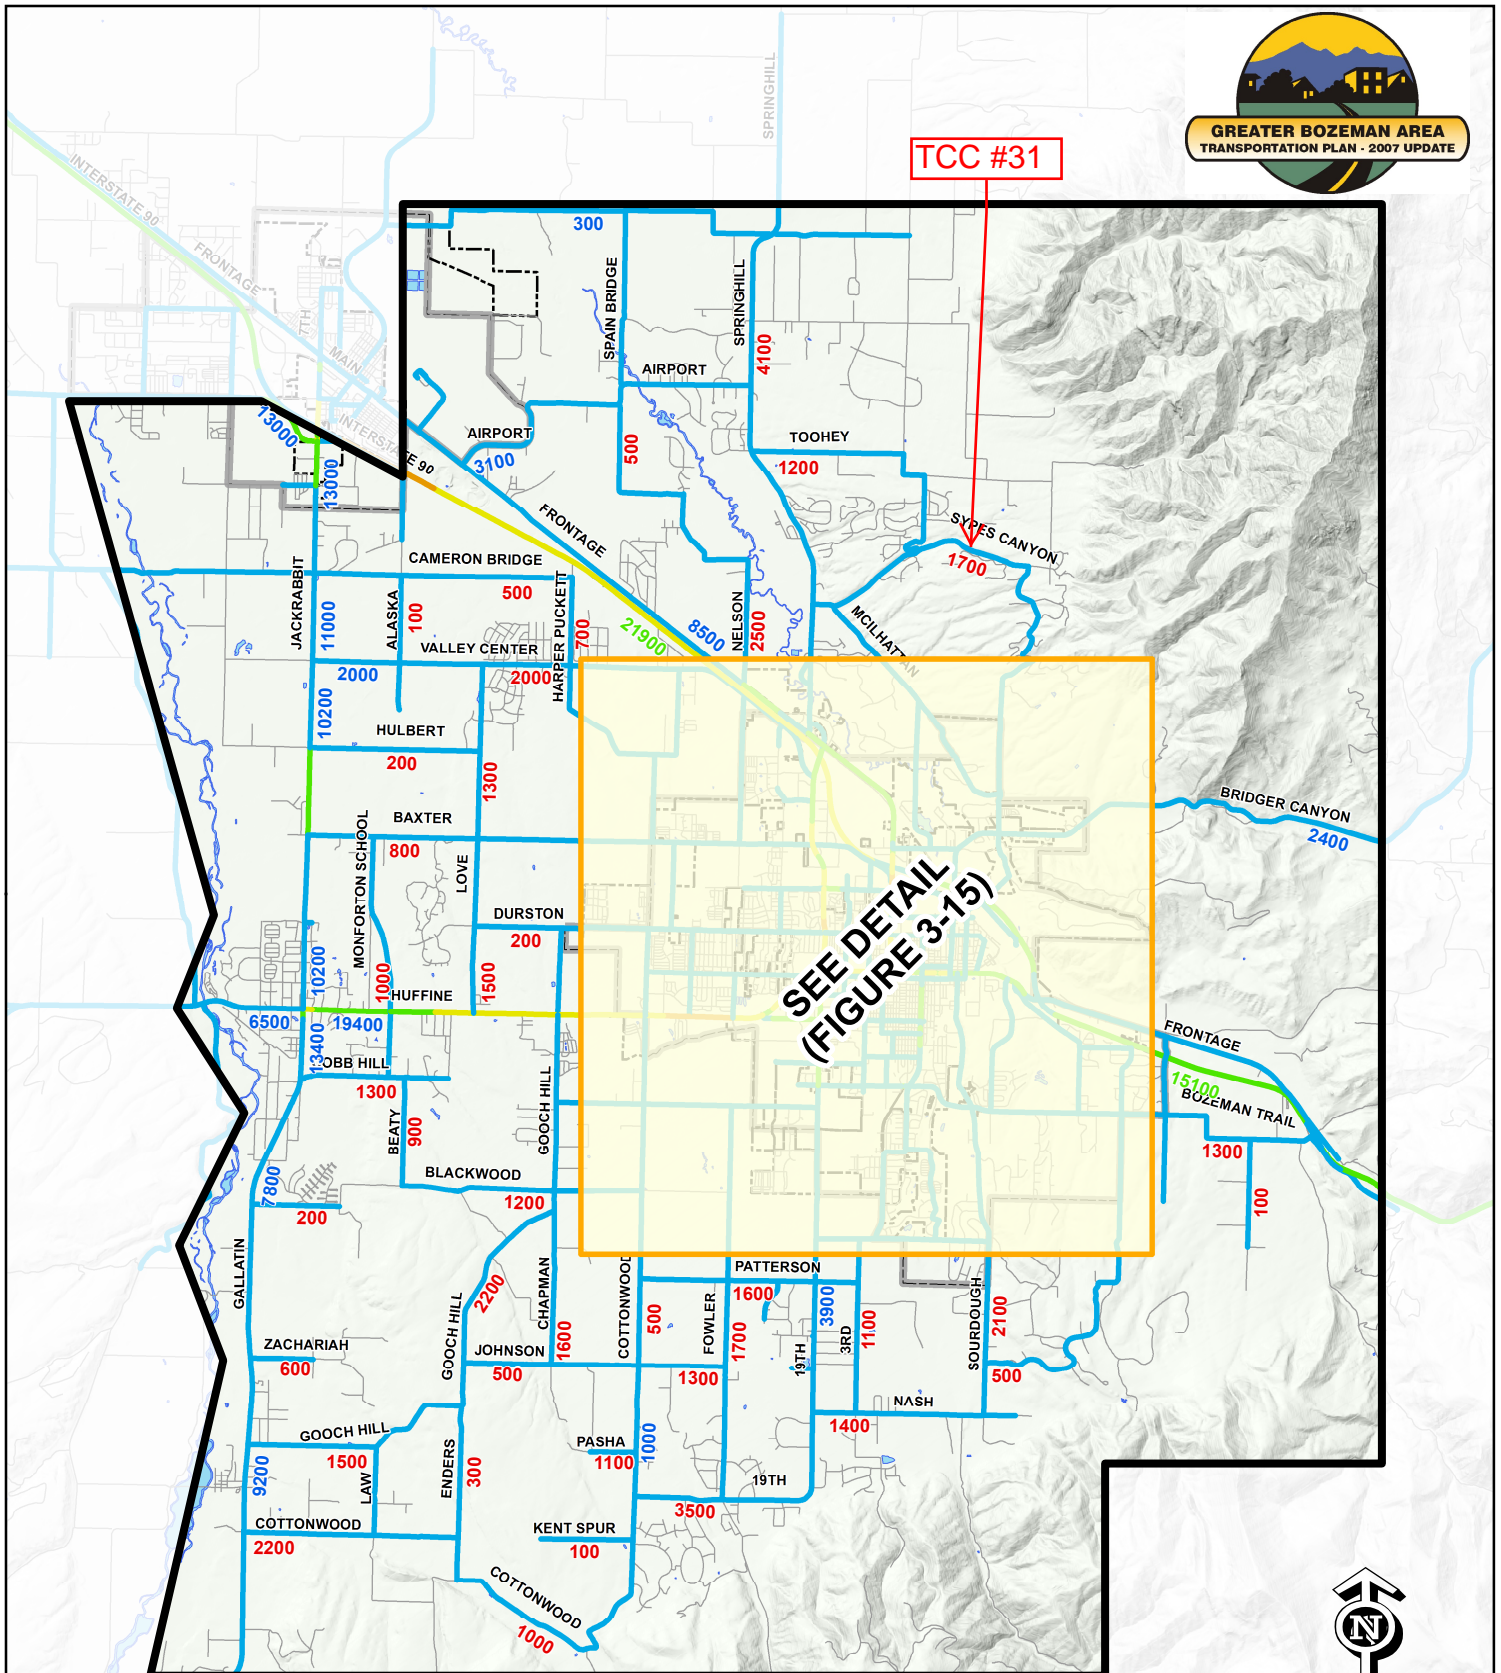 GREATER BOZEMAN AREA
TRANSPORTATION PLAN - 2007 UPDATE
TCC #31
SPRINGHILL
INTERSTATE 90
FRONTAGE
7TH
MAIN
INTERSTATE 90
300
SPAIN BRIDGE
SPRINGHILL
4100
AIRPORT
13000
13000
AIRPORT
3100
500
TOOHEY
1200
FRONTAGE
SYPES CANYON
1700
CAMERON BRIDGE
500
JACKRABBIT
11000
ALASKA
100
HARPER PUCKETT
700
21900
8500
NELSON
2500
MCILHATTAN
VALLEY CENTER
2000
2000
10200
HULBERT
200
1300
BRIDGER CANYON
2400
BAXTER
800
MONFORTON SCHOOL
LOVE
SEE DETAIL
(FIGURE 3-15)
DURSTON
200
10200
1000
1500
HUFFINE
6500
19400
13400
OBB HILL
1300
FRONTAGE
15100
BOZEMAN TRAIL
1300
100
BEATY
900
GOOCH HILL
BLACKWOOD
1200
7800
200
GALLATIN
GOOCH HILL
2200
CHAPMAN
1600
COTTONWOOD
500
FOWLER
1700
PATTERSON
1600
3900
19TH
3RD
1100
SOURDOUGH
2100
500
ZACHARIAH
600
JOHNSON
500
1300
NASH
1400
GOOCH HILL
1500
9200
LAW
ENDERS
300
PASHA
1100
1000
19TH
3500
COTTONWOOD
2200
KENT SPUR
100
COTTONWOOD
1000
N